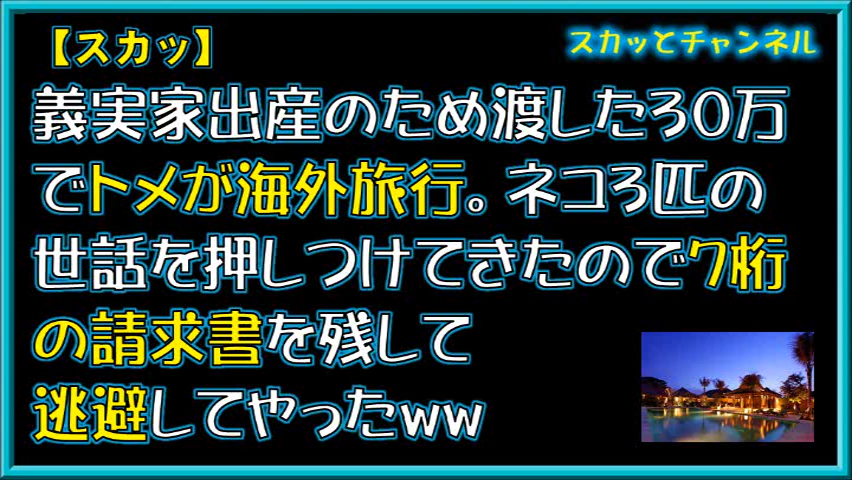 【スカッ】
スカッとチャンネル
義実家出産のため渡した30万
でトメが海外旅行。ネコ3匹の
世話を押しつけてきたので7桁
の請求書を残して
逃避してやったww